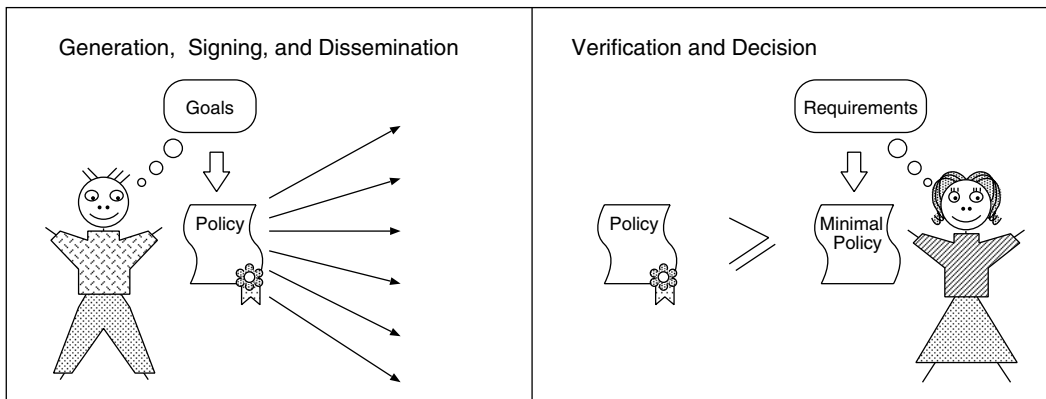 Generation, Signing, and Dissemination
Goals
Policy
Verification and Decision
Requirements
Policy
Minimal
Policy